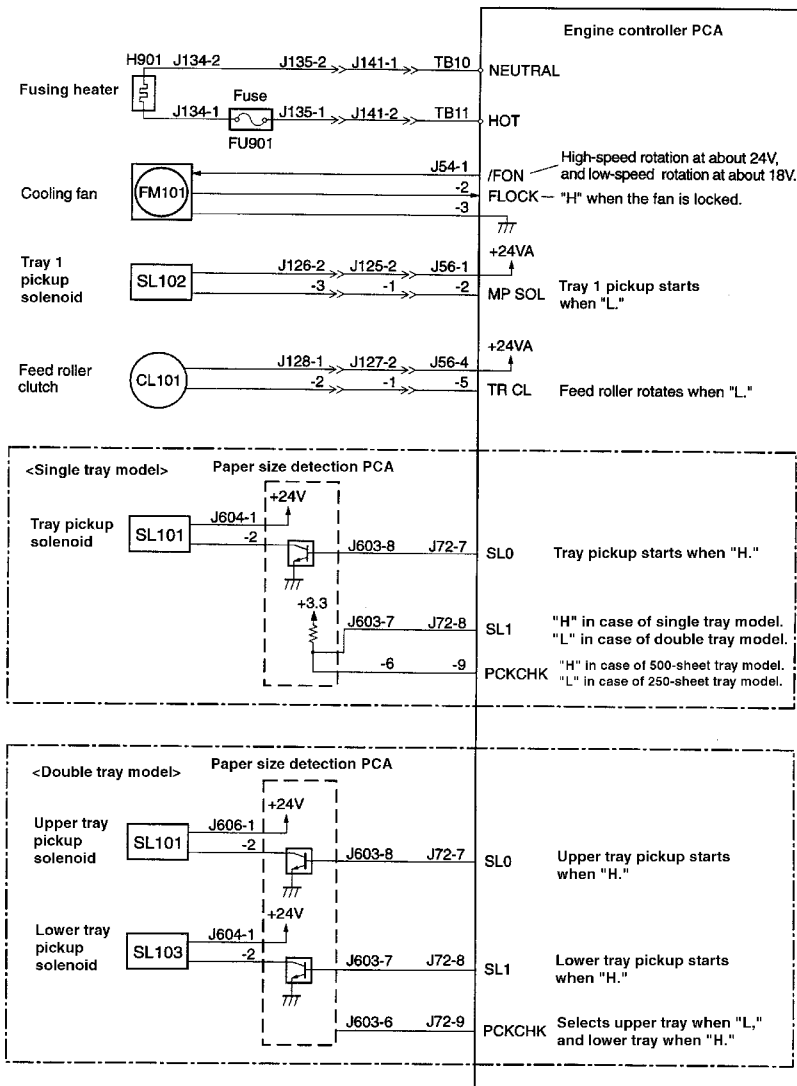 Engine controller PCA
Fusing heater
H901 J134-2 J135-2 J141-1 TB10 NEUTRAL
J134-1 Fuse J135-1 J141-2 TB11 HOT
FU901
Cooling fan
FM101
J54-1 /FON High-speed rotation at about 24V,
and low-speed rotation at about 18V.
-2 FLOCK "H" when the fan is locked.
-3
Tray 1
pickup
solenoid
SL102
J126-2 J125-2 J56-1 +24VA
-3 -1 -2 MP SOL Tray 1 pickup starts
when "L."
Feed roller
clutch
CL101
J128-1 J127-2 J56-4 +24VA
-2 -1 -5 TR CL Feed roller rotates when "L."
<Single tray model> Paper size detection PCA
Tray pickup
solenoid
SL101
J604-1 +24V
-2
J603-8 J72-7 SL0 Tray pickup starts when "H."
+3.3
J603-7 J72-8 SL1 "H" in case of single tray model.
"L" in case of double tray model.
-6 -9 PCKCHK "H" in case of 500-sheet tray model.
"L" in case of 250-sheet tray model.
<Double tray model> Paper size detection PCA
Upper tray
pickup
solenoid
SL101
J606-1 +24V
-2
J603-8 J72-7 SL0 Upper tray pickup starts
when "H."
Lower tray
pickup
solenoid
SL103
J604-1 +24V
-2
J603-7 J72-8 SL1 Lower tray pickup starts
when "H."
J603-6 J72-9 PCKCHK Selects upper tray when "L,"
and lower tray when "H."